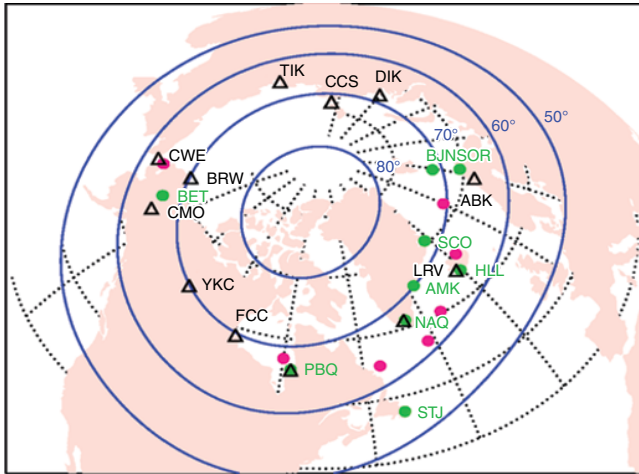 TIK
CCS
DIK
50°
60°
70°
80°
CWE
BJNSOR
BRW
BET
ABK
CMO
SCO
LRV
HLL
YKC
AMK
FCC
NAQ
PBQ
STJ